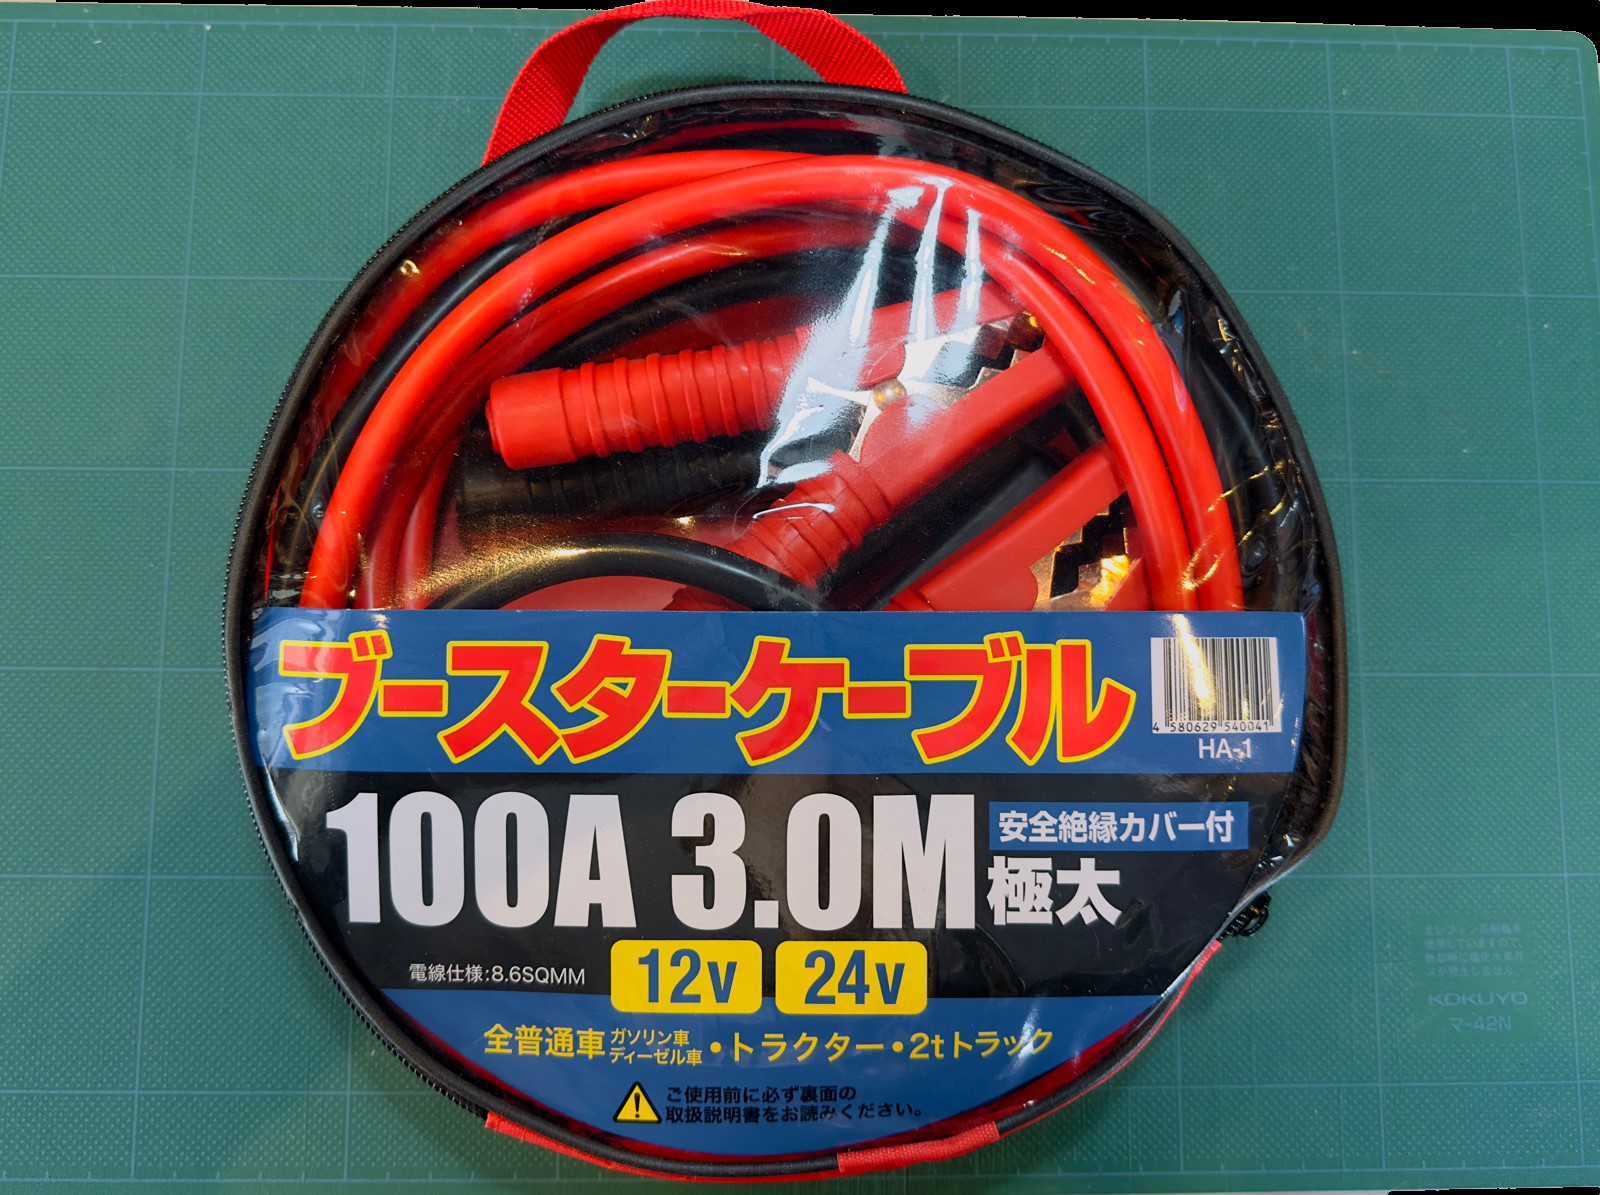 ブースターケーブル
4 580629 540041
HA-1
100A 3.0M
安全絶縁カバー付
極太
電線仕様:8.6SQMM
12v
24v
全普通車 ガソリン車 ディーゼル車 ・トラクター・2tトラック
ご使用前に必ず裏面の
取扱説明書をお読みください。
KOKUYO
マ-42N